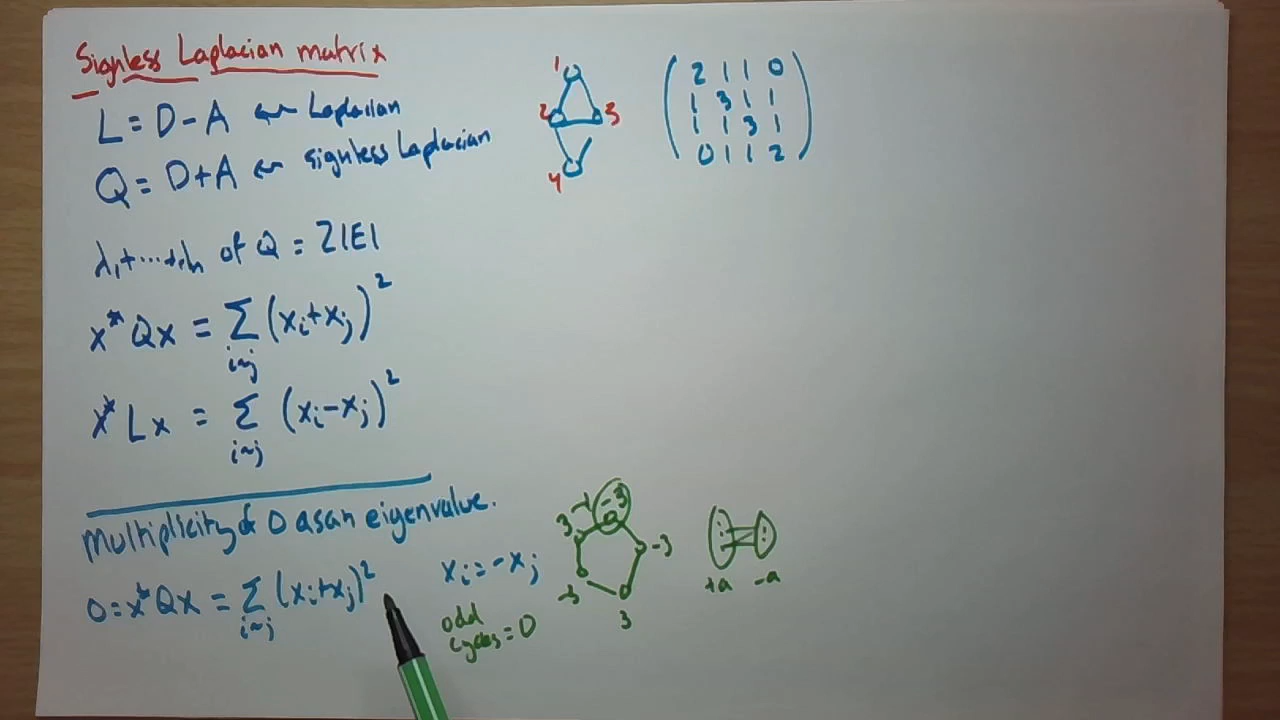 Signless Laplacian matrix
L = D - A ← Laplacian
Q = D + A ← signless Laplacian
λ₁+...+λn of Q = 2|E|
x*Qx = Σ (xi+xj)²
i~j
x*Lx = Σ (xi-xj)²
i~j
Multiplicity of 0 as an eigenvalue.
0 = x*Qx = Σ (xi+xj)²
i~j
xi = -xj
odd
cycles = 0
1
2 3
4
2 1 1 0
1 3 1 1
1 1 3 1
0 1 1 2
-3
3 -3
-3
3
+a -a